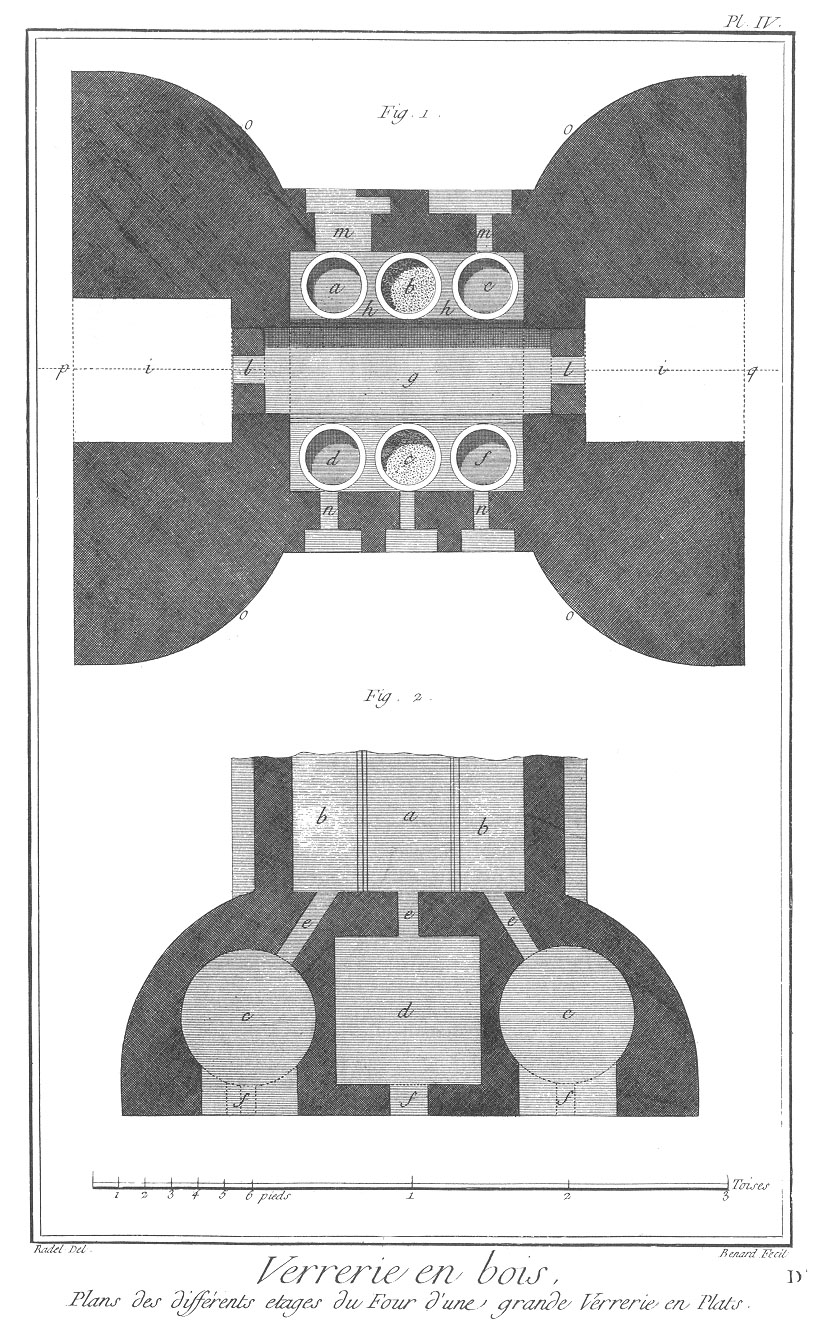 Pl. IV.
Fig. 1.
o o
m m
a b c
h h
p i l g l i q
d e f
n n
o o
Fig. 2.
b a b
e e e
c d c
f f f
1 2 3 4 5 6 pieds 1 2 3 Toises
Radel Del. Benard Fecit
Verrerie en bois,
D
Plans des différents etages du Four d'une grande Verrerie en Plats.